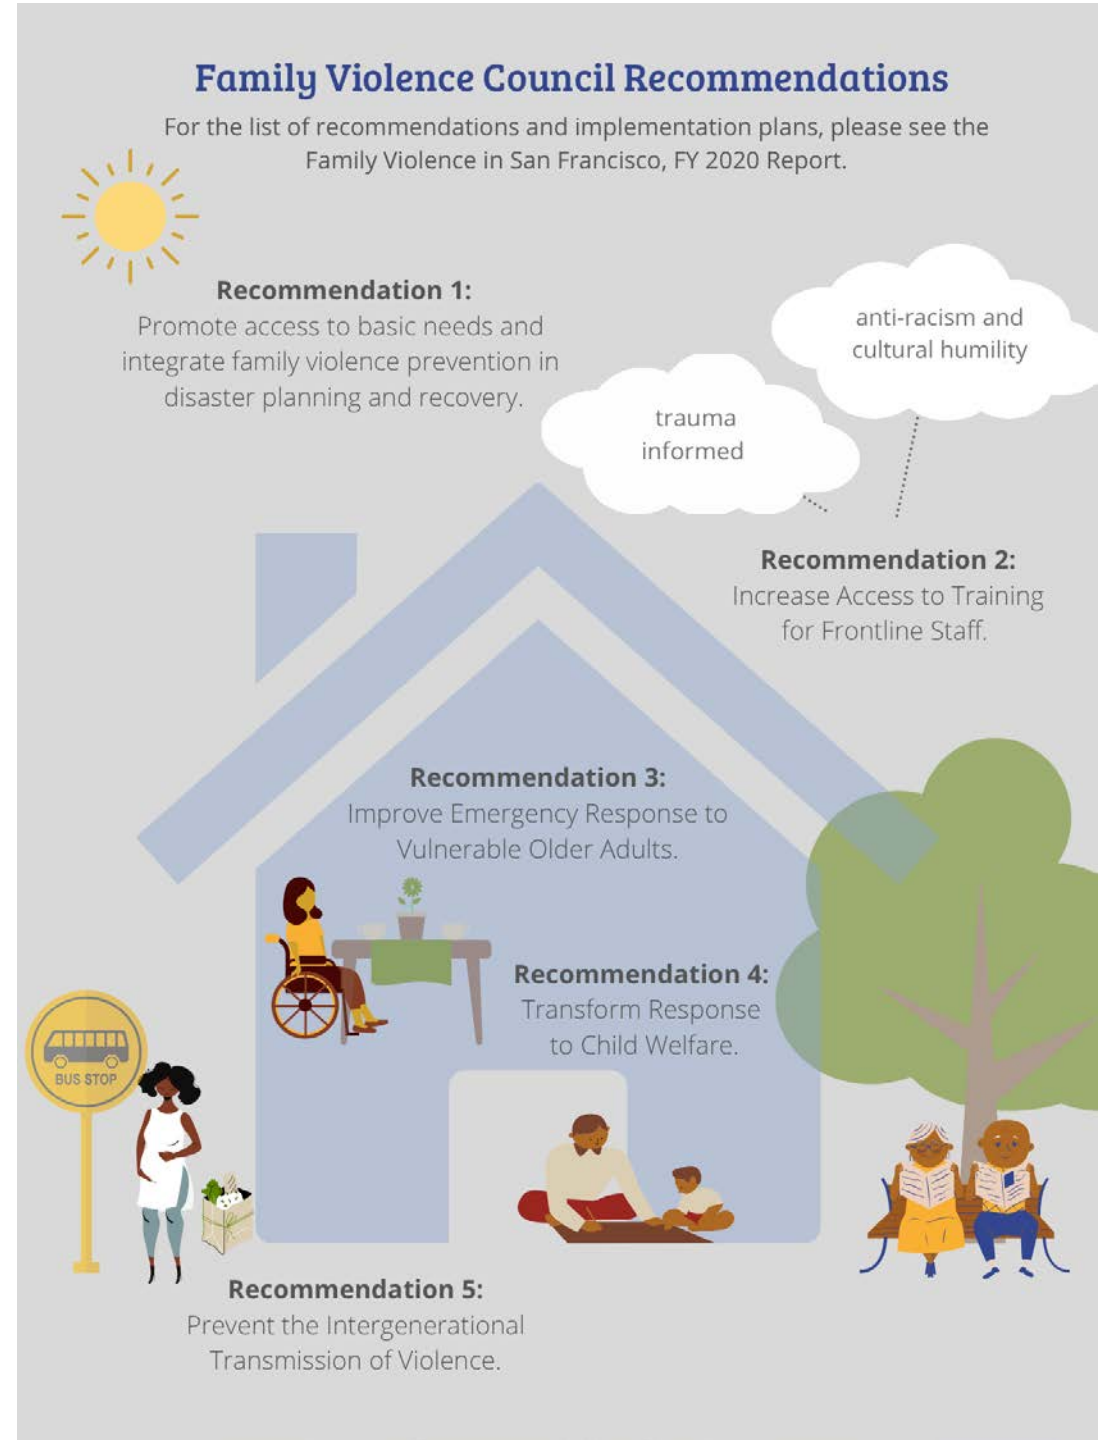 Family Violence Council Recommendations
For the list of recommendations and implementation plans, please see the
Family Violence in San Francisco, FY 2020 Report.
Recommendation 1:
Promote access to basic needs and
integrate family violence prevention in
disaster planning and recovery.
anti-racism and
cultural humility
trauma
informed
Recommendation 2:
Increase Access to Training
for Frontline Staff.
Recommendation 3:
Improve Emergency Response to
Vulnerable Older Adults.
Recommendation 4:
Transform Response
to Child Welfare.
BUS STOP
Recommendation 5:
Prevent the Intergenerational
Transmission of Violence.